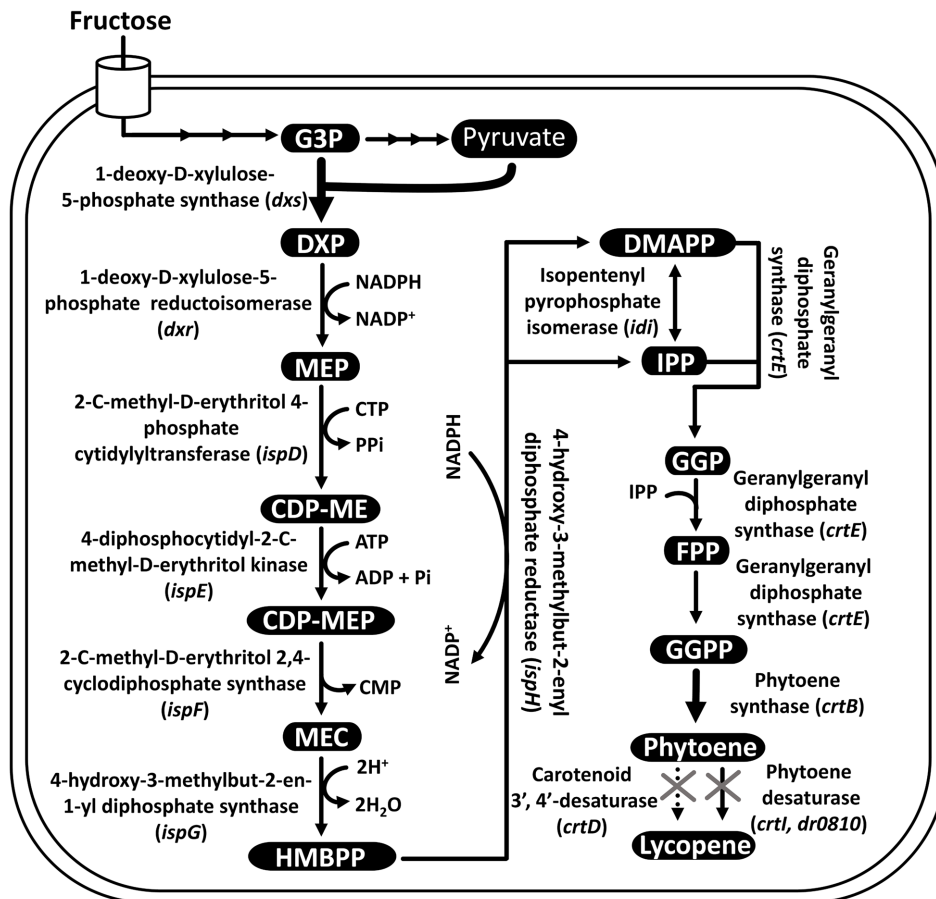 Fructose
G3P
Pyruvate
1-deoxy-D-xylulose-
5-phosphate synthase (dxs)
DXP
1-deoxy-D-xylulose-5-
phosphate reductoisomerase
(dxr)
NADPH
NADP⁺
MEP
2-C-methyl-D-erythritol 4-
phosphate
cytidylyltransferase (ispD)
CTP
PPi
CDP-ME
4-diphosphocytidyl-2-C-
methyl-D-erythritol kinase
(ispE)
ATP
ADP + Pi
CDP-MEP
2-C-methyl-D-erythritol 2,4-
cyclodiphosphate synthase
(ispF)
CMP
MEC
4-hydroxy-3-methylbut-2-en-
1-yl diphosphate synthase
(ispG)
2H⁺
2H₂O
HMBPP
NADPH
NADP⁺
4-hydroxy-3-methylbut-2-enyl
diphosphate reductase (ispH)
DMAPP
Isopentenyl
pyrophosphate
isomerase (idi)
IPP
Geranylgeranyl
diphosphate
synthase (crtE)
GGP
IPP
Geranylgeranyl
diphosphate
synthase (crtE)
FPP
Geranylgeranyl
diphosphate
synthase (crtE)
GGPP
Phytoene
synthase (crtB)
Phytoene
Carotenoid
3’, 4’-desaturase
(crtD)
Phytoene
desaturase
(crtI, dr0810)
Lycopene